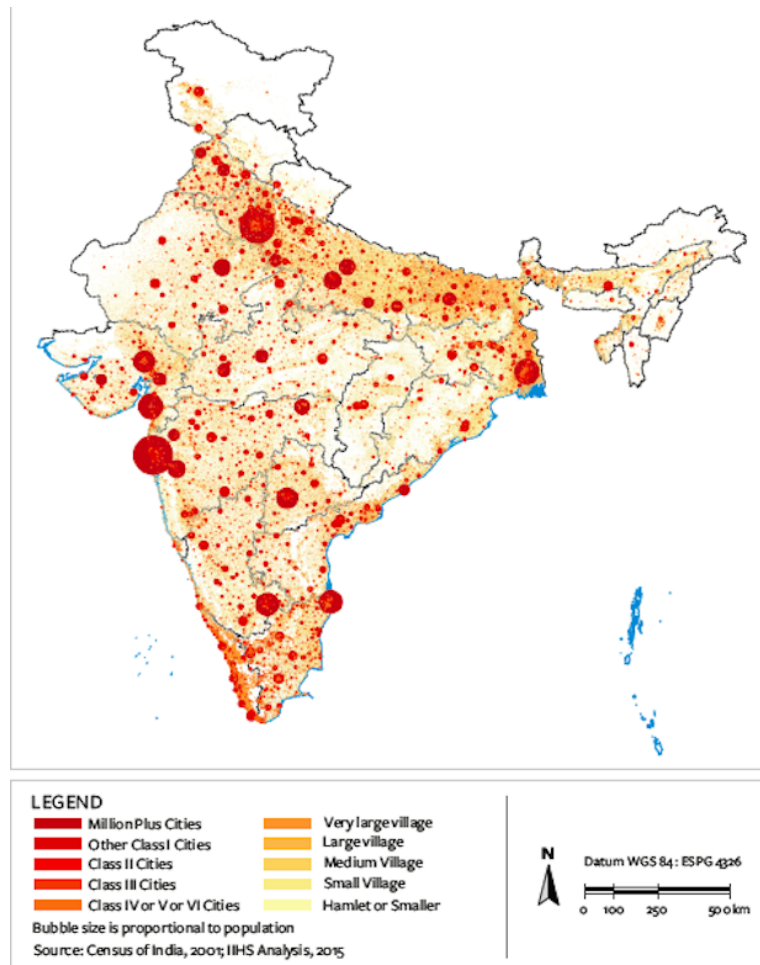 LEGEND
Million Plus Cities
Other Class I Cities
Class II Cities
Class III Cities
Class IV or V or VI Cities
Very large village
Large village
Medium Village
Small Village
Hamlet or Smaller
Bubble size is proportional to population
Source: Census of India, 2001; IIHS Analysis, 2015
N
Datum WGS 84: ESPG 4326
0 100 250 500 km